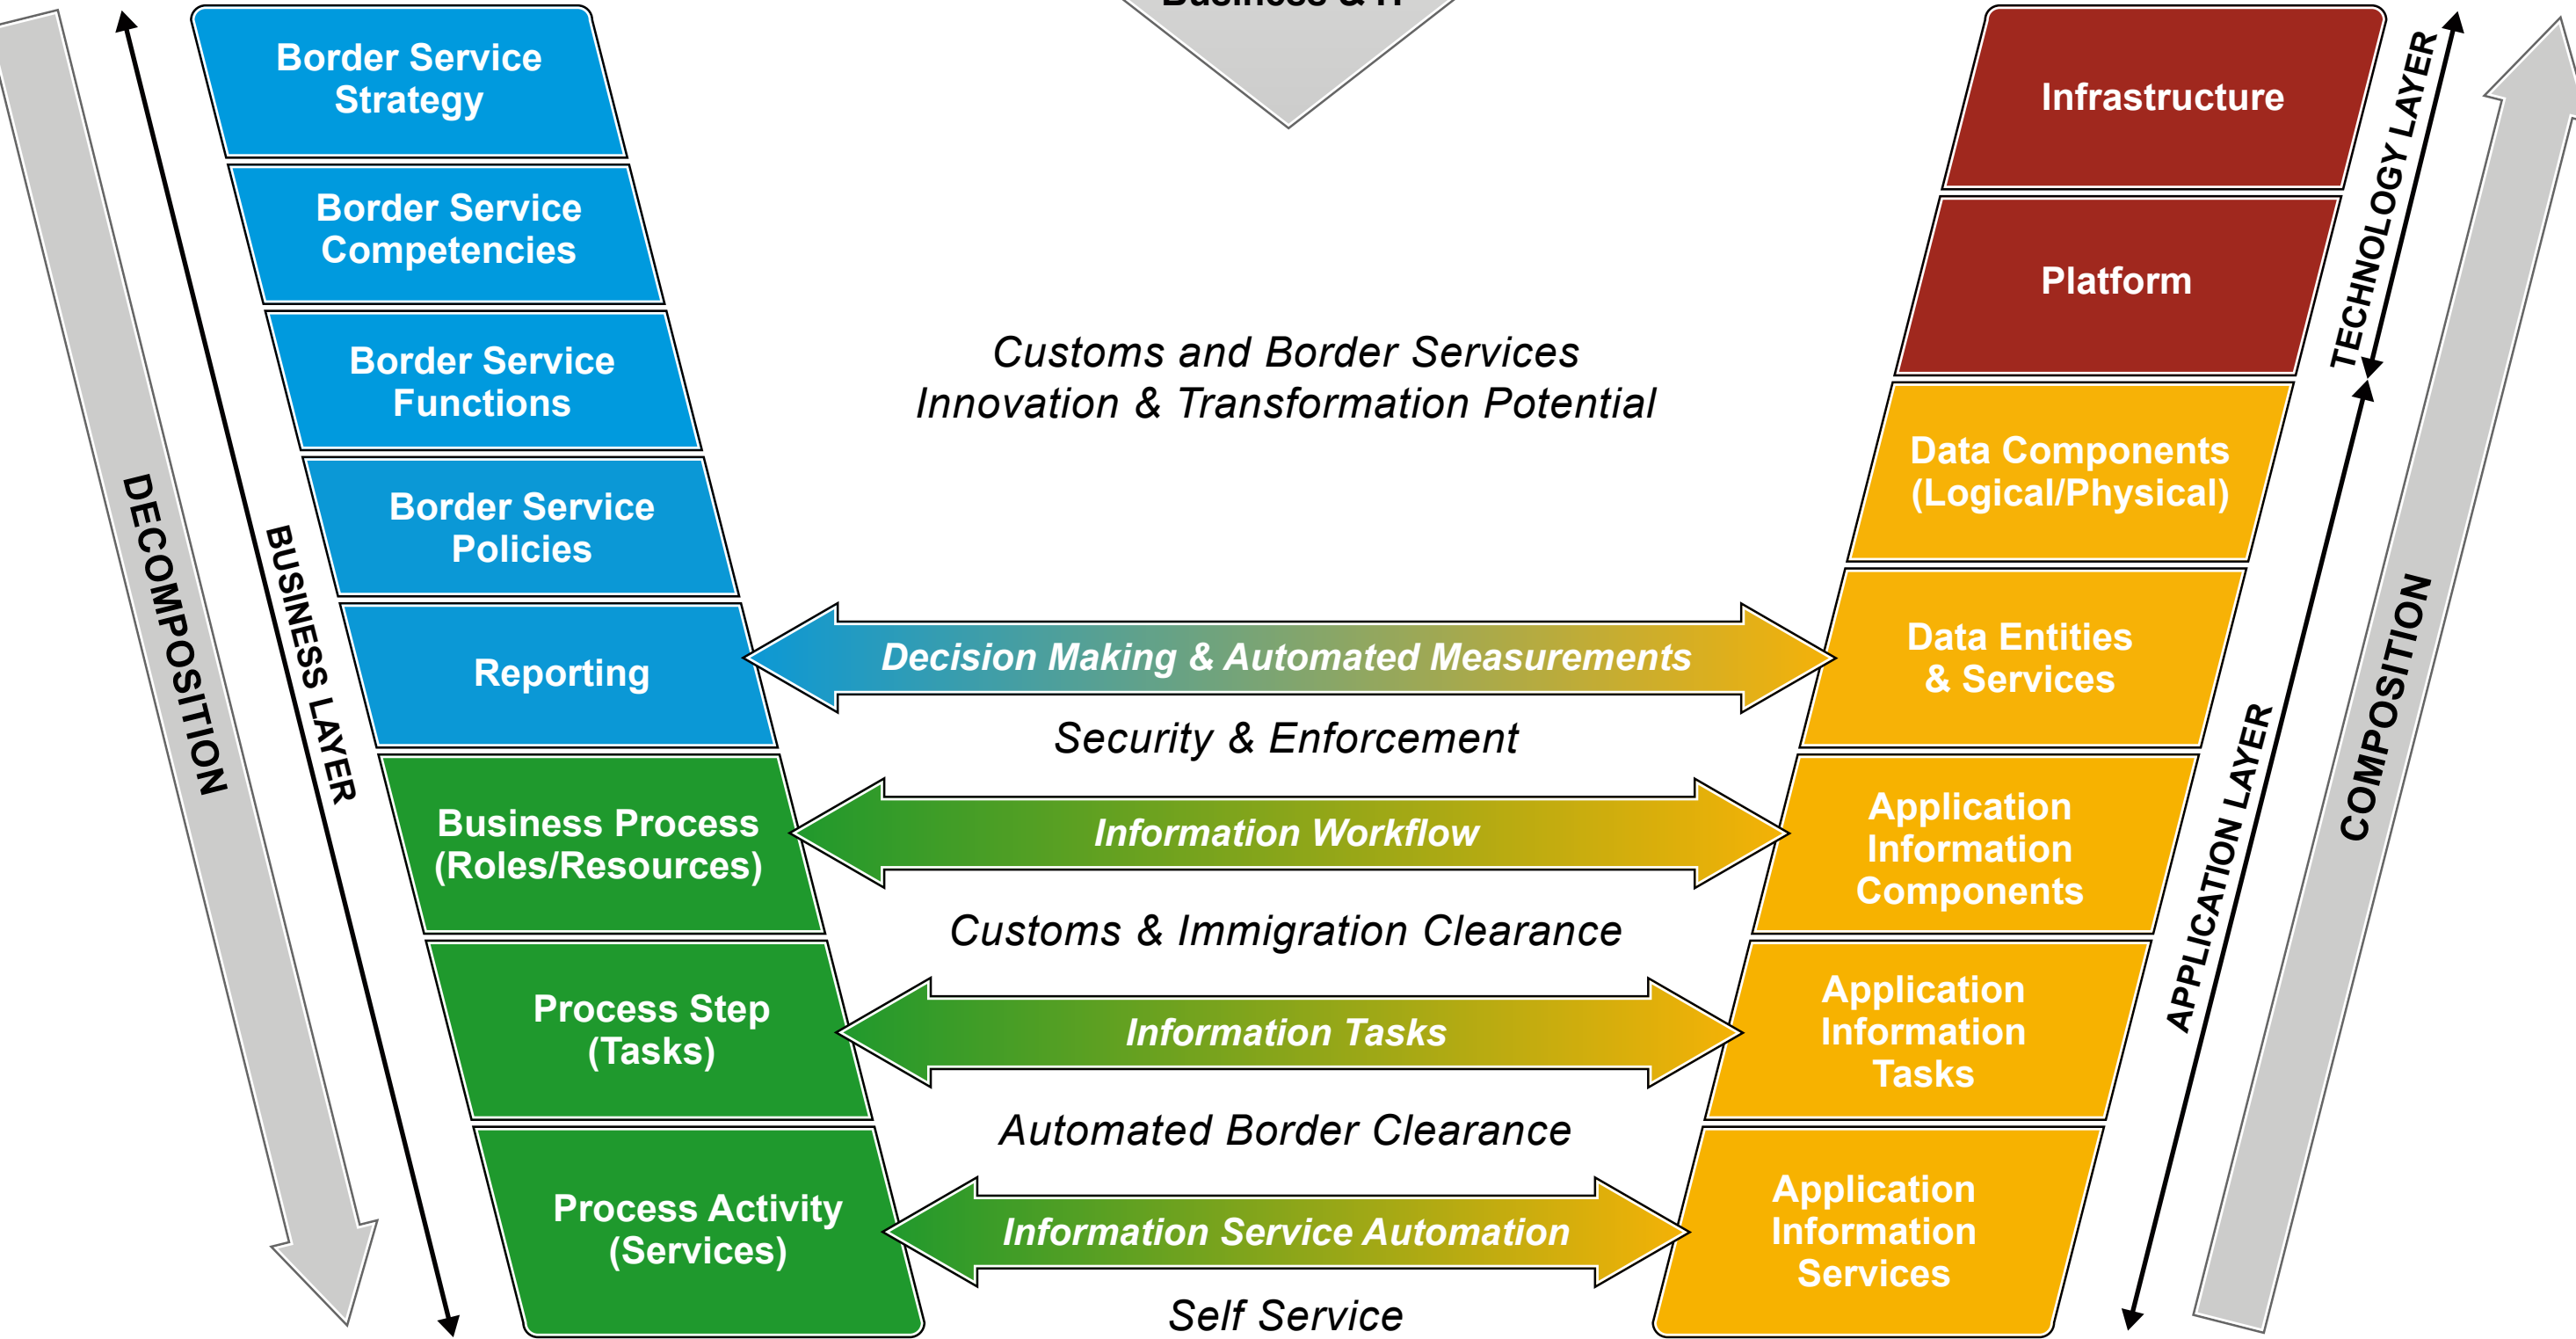 Business & IT
Border Service
Strategy
Border Service
Competencies
Border Service
Functions
Border Service
Policies
Reporting
Business Process
(Roles/Resources)
Process Step
(Tasks)
Process Activity
(Services)
DECOMPOSITION
BUSINESS LAYER
Customs and Border Services
Innovation & Transformation Potential
Decision Making & Automated Measurements
Security & Enforcement
Information Workflow
Customs & Immigration Clearance
Information Tasks
Automated Border Clearance
Information Service Automation
Self Service
Infrastructure
Platform
Data Components
(Logical/Physical)
Data Entities
& Services
Application
Information
Components
Application
Information
Tasks
Application
Information
Services
TECHNOLOGY LAYER
APPLICATION LAYER
COMPOSITION